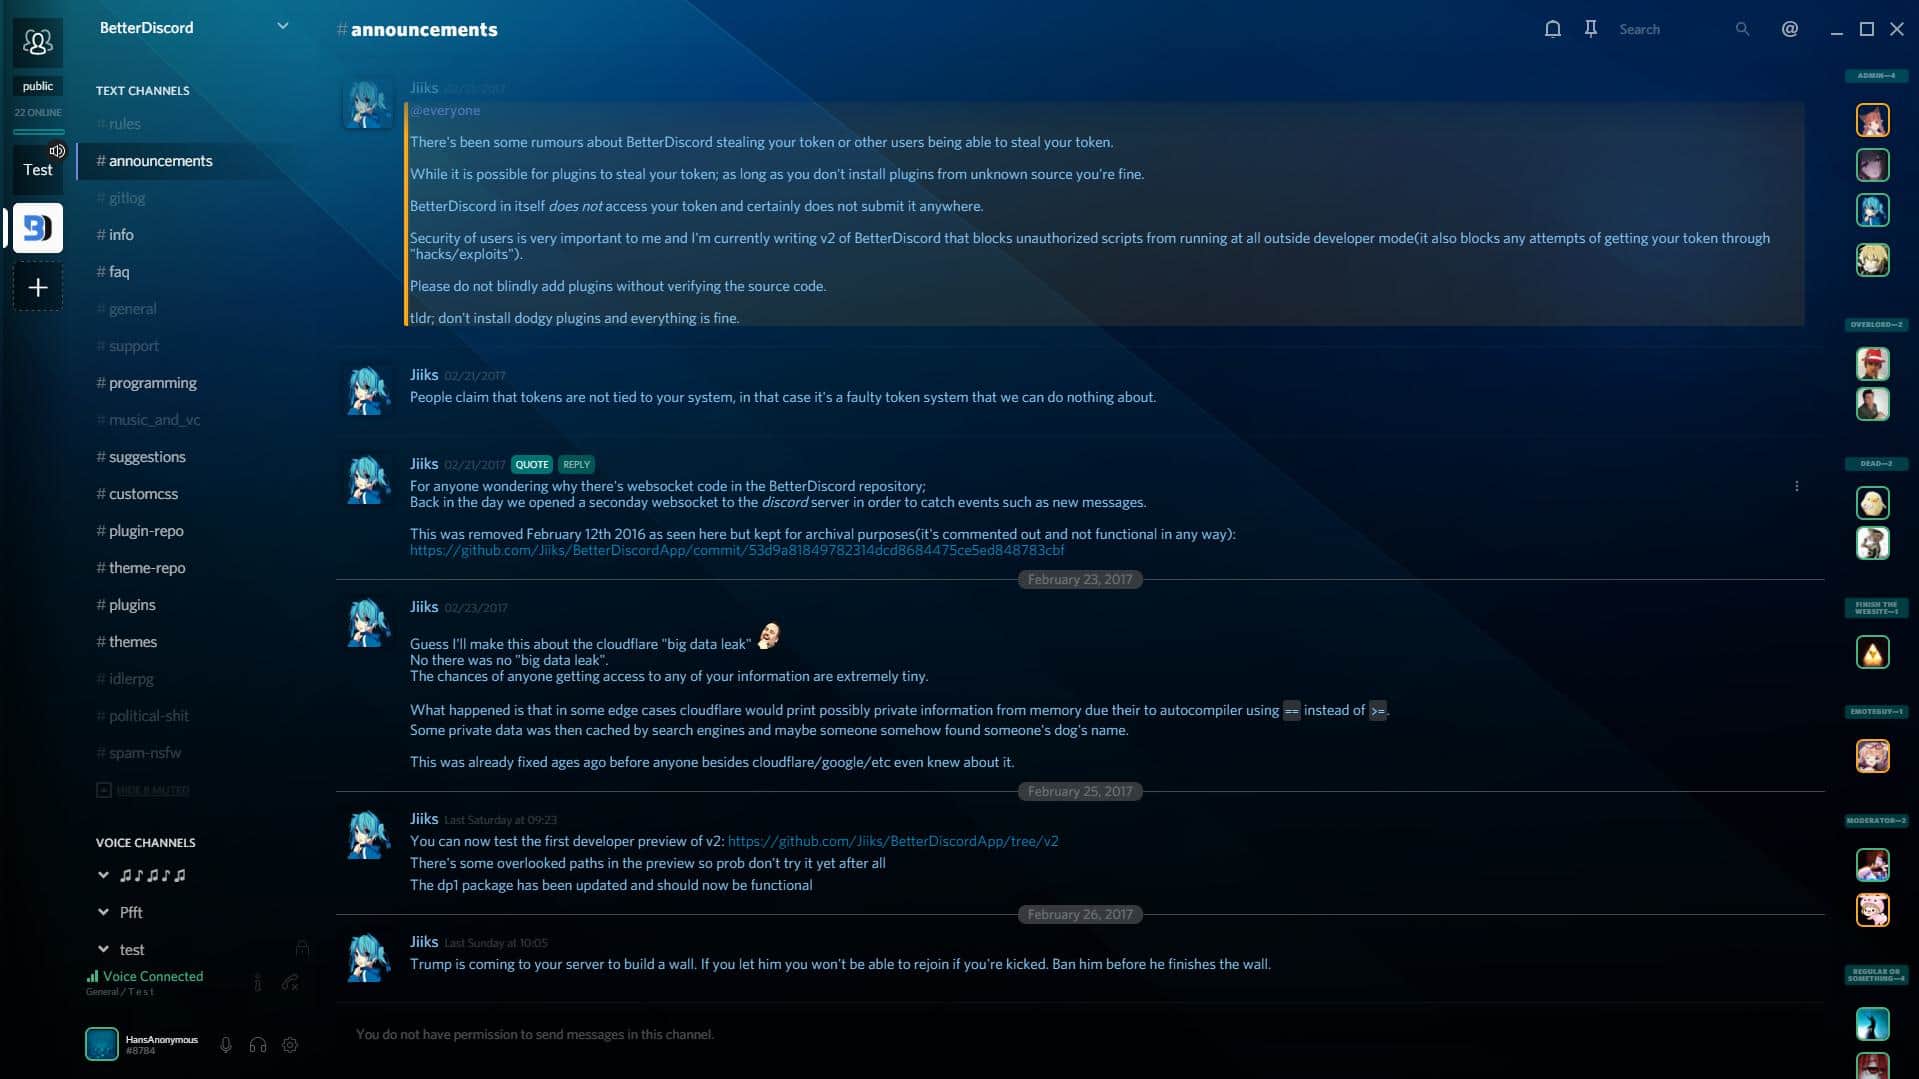 BetterDiscord
# announcements
Search
@
public
22 ONLINE
Test
TEXT CHANNELS
# rules
# announcements
# gitlog
# info
# faq
# general
# support
# programming
# music_and_vc
# suggestions
# customcss
# plugin-repo
# theme-repo
# plugins
# themes
# idlerpg
# political-shit
# spam-nsfw
HIDE 8 MUTED
VOICE CHANNELS
♫♪♫♪♫
Pfft
test
Voice Connected
General / Test
HansAnonymous
#8784
Jiiks 02/21/2017
@everyone
There's been some rumours about BetterDiscord stealing your token or other users being able to steal your token.
While it is possible for plugins to steal your token; as long as you don't install plugins from unknown source you're fine.
BetterDiscord in itself does not access your token and certainly does not submit it anywhere.
Security of users is very important to me and I'm currently writing v2 of BetterDiscord that blocks unauthorized scripts from running at all outside developer mode(it also blocks any attempts of getting your token through
"hacks/exploits").
Please do not blindly add plugins without verifying the source code.
tldr; don't install dodgy plugins and everything is fine.
Jiiks 02/21/2017
People claim that tokens are not tied to your system, in that case it's a faulty token system that we can do nothing about.
Jiiks 02/21/2017 QUOTE REPLY
For anyone wondering why there's websocket code in the BetterDiscord repository;
Back in the day we opened a seconday websocket to the discord server in order to catch events such as new messages.
This was removed February 12th 2016 as seen here but kept for archival purposes(it's commented out and not functional in any way):
https://github.com/Jiiks/BetterDiscordApp/commit/53d9a81849782314dcd8684475ce5ed848783cbf
February 23, 2017
Jiiks 02/23/2017
Guess I'll make this about the cloudflare "big data leak"
No there was no "big data leak".
The chances of anyone getting access to any of your information are extremely tiny.
What happened is that in some edge cases cloudflare would print possibly private information from memory due their to autocompiler using == instead of >=.
Some private data was then cached by search engines and maybe someone somehow found someone's dog's name.
This was already fixed ages ago before anyone besides cloudflare/google/etc even knew about it.
February 25, 2017
Jiiks Last Saturday at 09:23
You can now test the first developer preview of v2: https://github.com/Jiiks/BetterDiscordApp/tree/v2
There's some overlooked paths in the preview so prob don't try it yet after all
The dp1 package has been updated and should now be functional
February 26, 2017
Jiiks Last Sunday at 10:05
Trump is coming to your server to build a wall. If you let him you won't be able to rejoin if you're kicked. Ban him before he finishes the wall.
You do not have permission to send messages in this channel.
ADMIN—4
OVERLORD—2
DEAD—2
FINISH THE
WEBSITE—1
EMOTEGUY—1
MODERATOR—2
REGULAR OR
SOMETHING—4